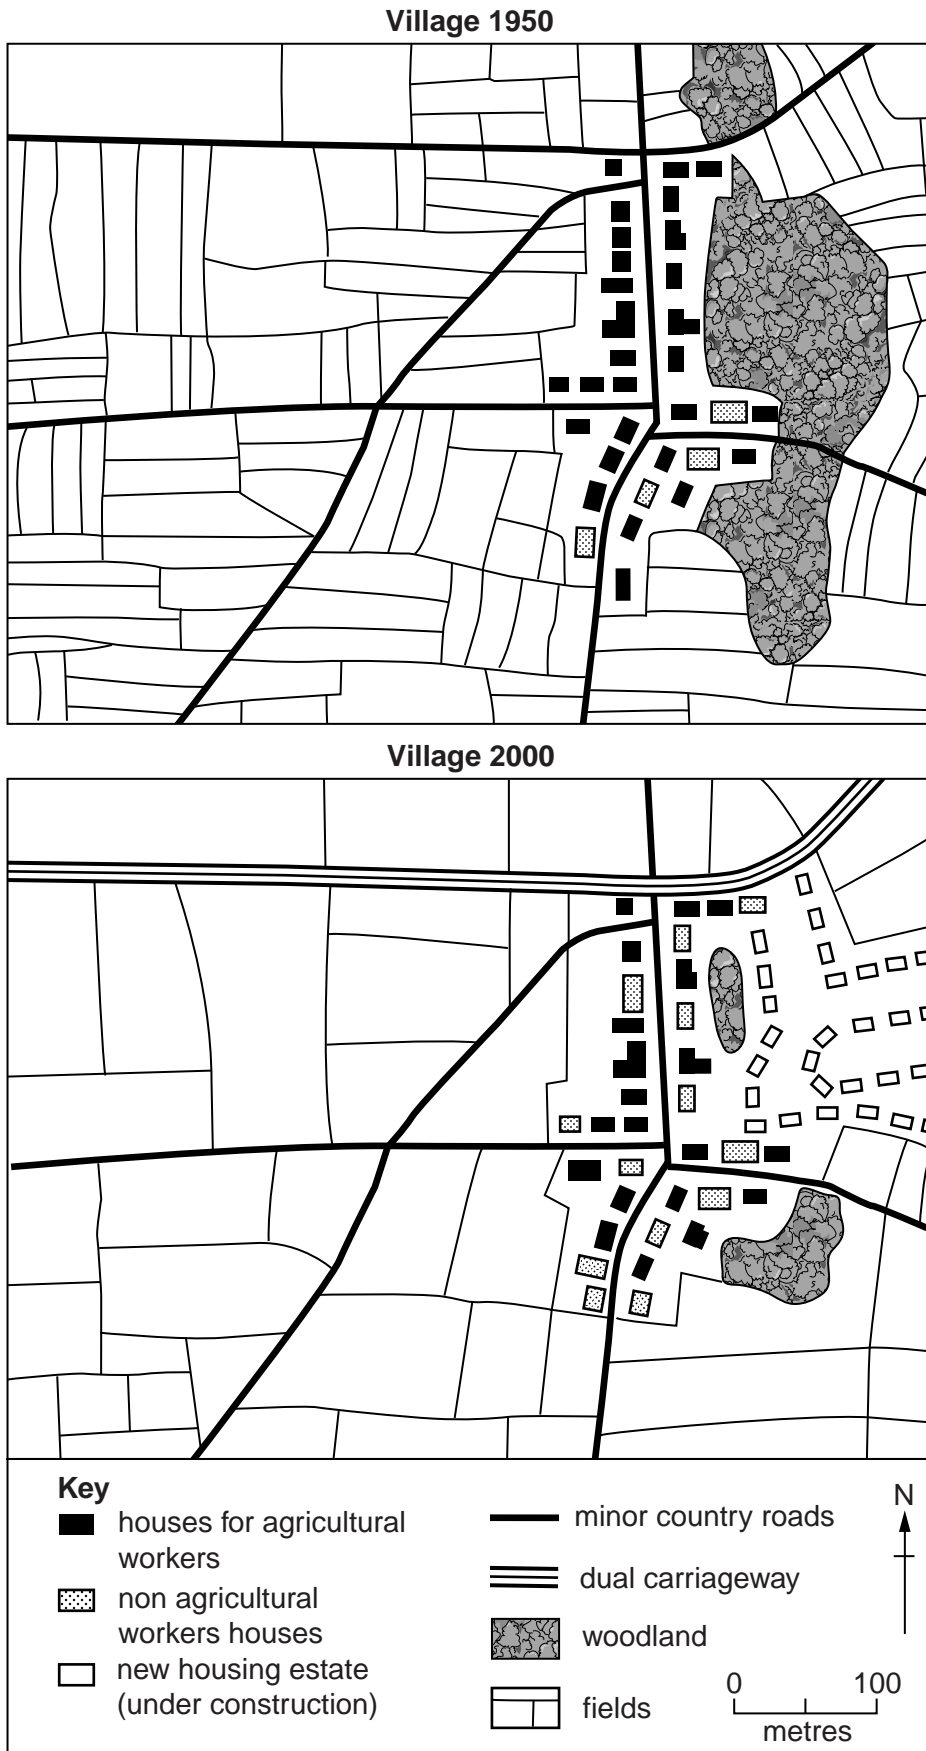 Village 1950
Village 2000
Key
houses for agricultural
workers
non agricultural
workers houses
new housing estate
(under construction)
minor country roads
dual carriageway
woodland
fields
N
0 100
metres